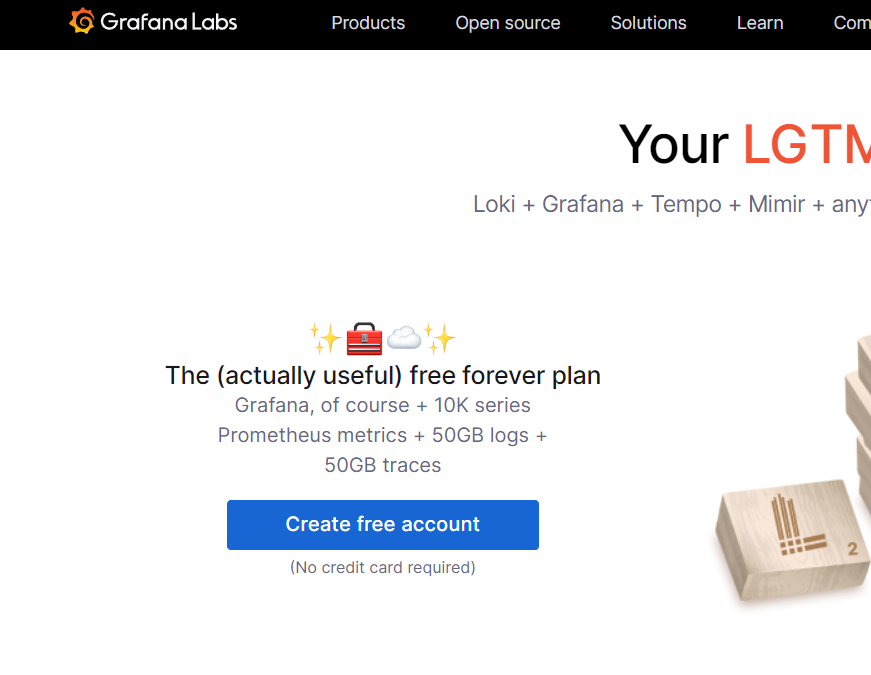 Grafana Labs Products Open source Solutions Learn Com
Your LGTM
Loki + Grafana + Tempo + Mimir + any
✨🧰☁️✨
The (actually useful) free forever plan
Grafana, of course + 10K series
Prometheus metrics + 50GB logs +
50GB traces
Create free account
(No credit card required)
L 2